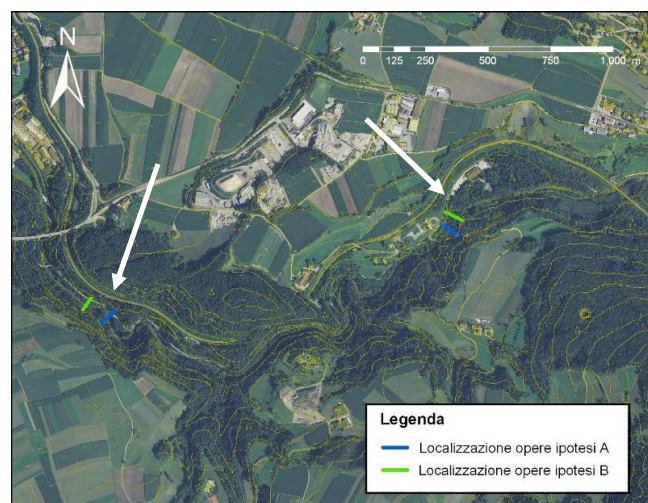 N
0 125 250 500 750 1,000 m
Legenda
Localizzazione opere ipotesi A
Localizzazione opere ipotesi B